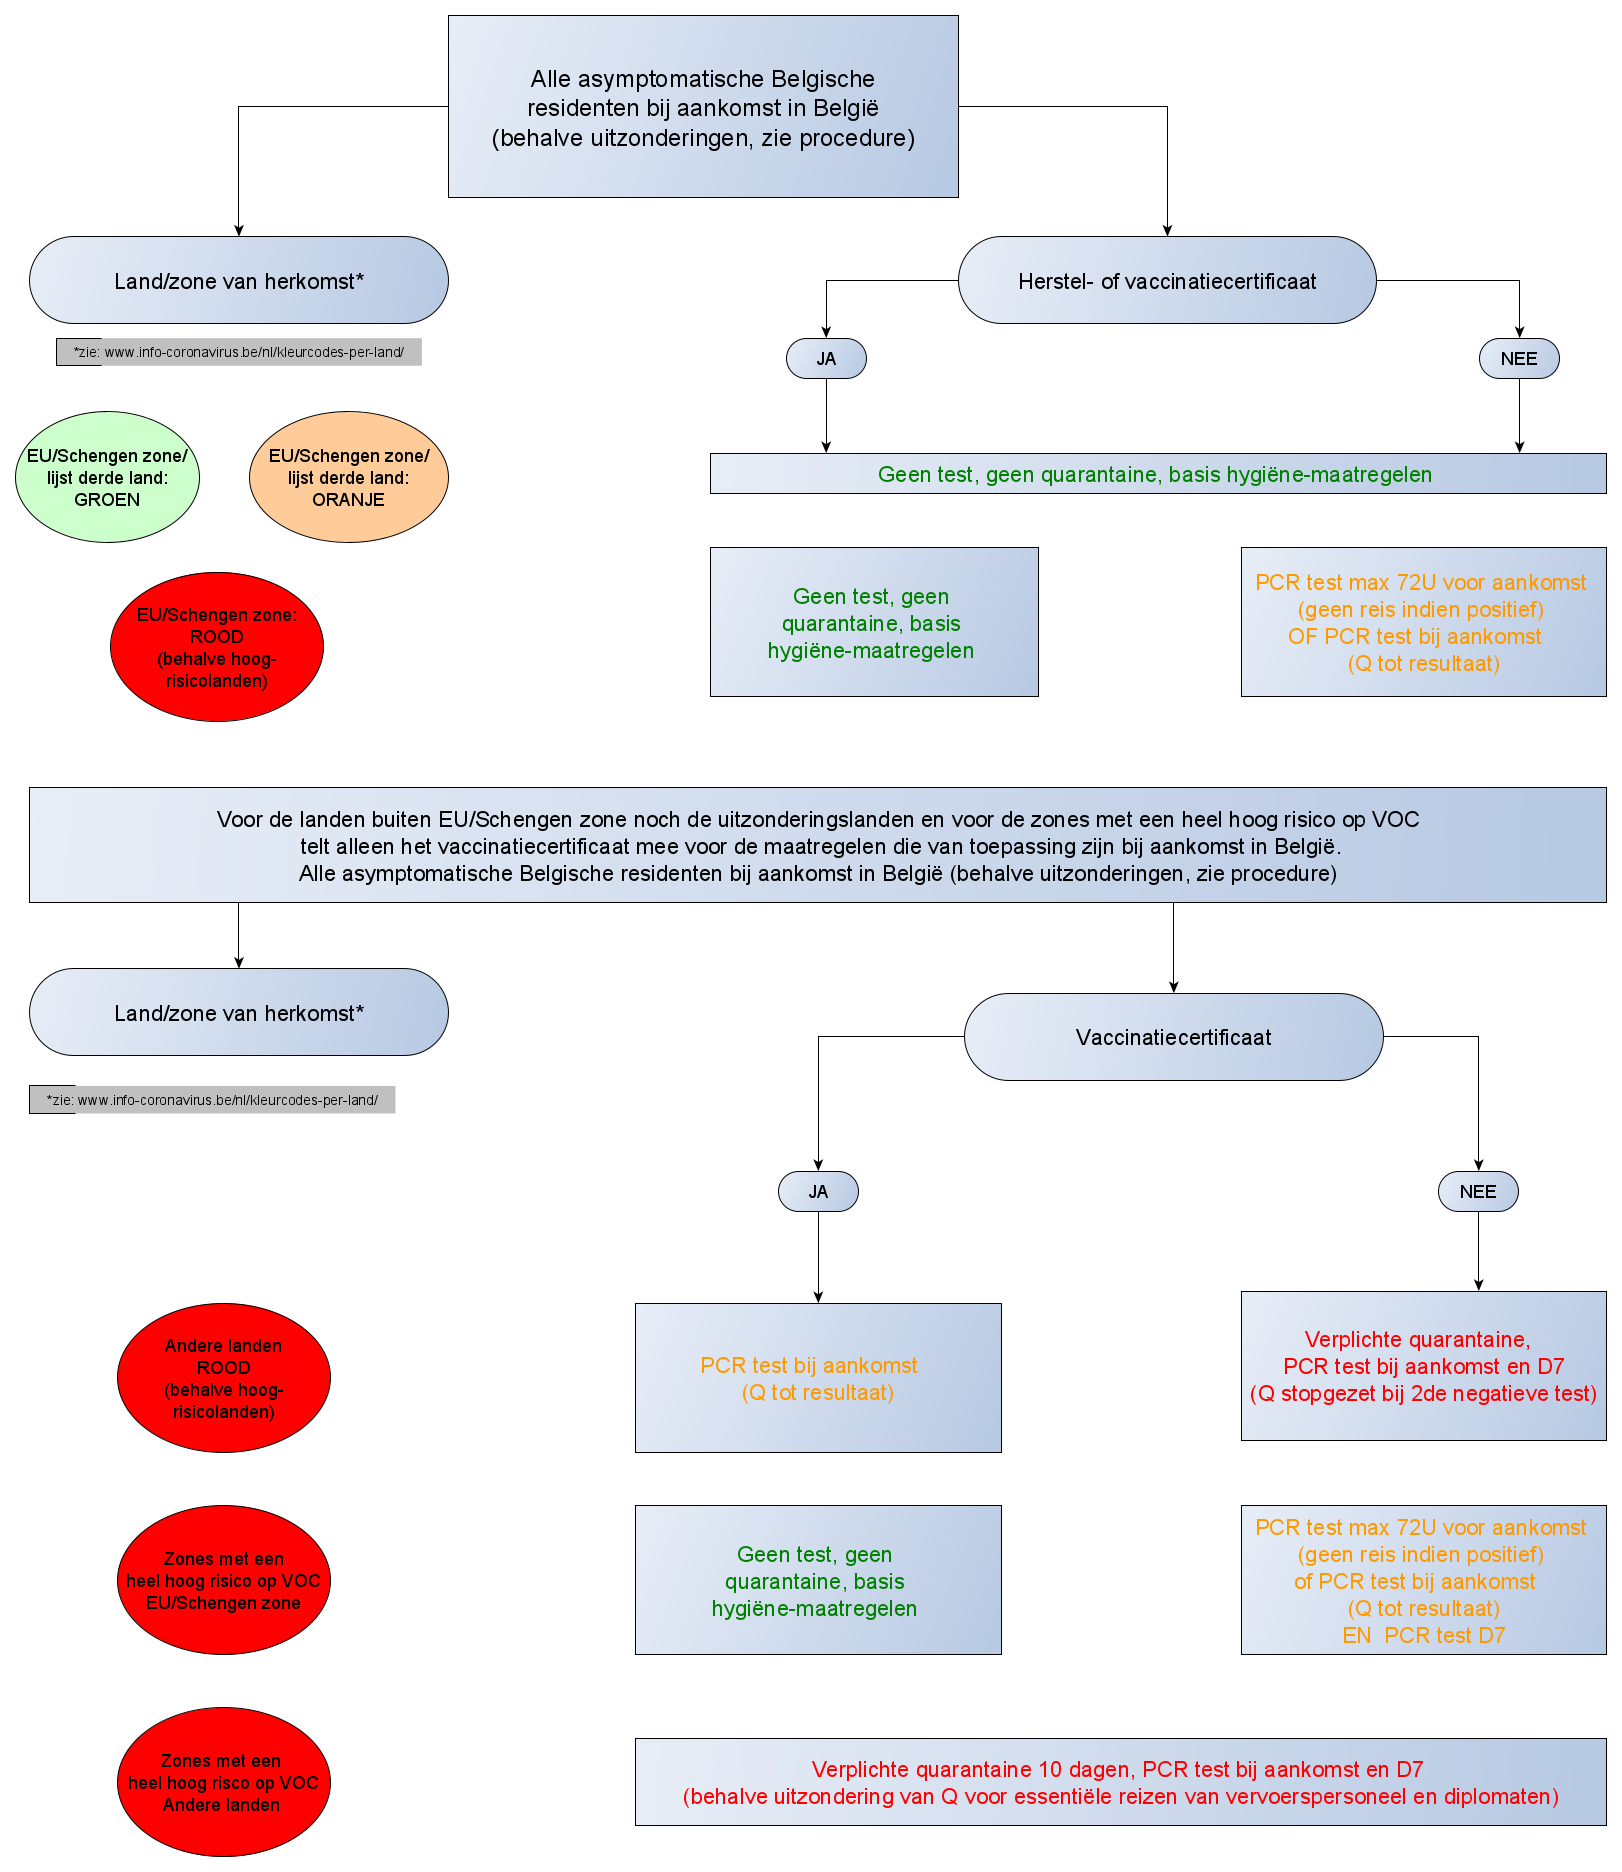 Alle asymptomatische Belgische
residenten bij aankomst in België
(behalve uitzonderingen, zie procedure)
Land/zone van herkomst*
Herstel- of vaccinatiecertificaat
*zie: www.info-coronavirus.be/nl/kleurcodes-per-land/
JA
NEE
EU/Schengen zone/
lijst derde land:
GROEN
EU/Schengen zone/
lijst derde land:
ORANJE
Geen test, geen quarantaine, basis hygiëne-maatregelen
EU/Schengen zone:
ROOD
(behalve hoog-
risicolanden)
Geen test, geen
quarantaine, basis
hygiëne-maatregelen
PCR test max 72U voor aankomst
(geen reis indien positief)
OF PCR test bij aankomst
(Q tot resultaat)
Voor de landen buiten EU/Schengen zone noch de uitzonderingslanden en voor de zones met een heel hoog risico op VOC
telt alleen het vaccinatiecertificaat mee voor de maatregelen die van toepassing zijn bij aankomst in België.
Alle asymptomatische Belgische residenten bij aankomst in België (behalve uitzonderingen, zie procedure)
Land/zone van herkomst*
Vaccinatiecertificaat
*zie: www.info-coronavirus.be/nl/kleurcodes-per-land/
JA
NEE
Andere landen
ROOD
(behalve hoog-
risicolanden)
PCR test bij aankomst
(Q tot resultaat)
Verplichte quarantaine,
PCR test bij aankomst en D7
(Q stopgezet bij 2de negatieve test)
Zones met een
heel hoog risico op VOC
EU/Schengen zone
Geen test, geen
quarantaine, basis
hygiëne-maatregelen
PCR test max 72U voor aankomst
(geen reis indien positief)
of PCR test bij aankomst
(Q tot resultaat)
EN PCR test D7
Zones met een
heel hoog risco op VOC
Andere landen
Verplichte quarantaine 10 dagen, PCR test bij aankomst en D7
(behalve uitzondering van Q voor essentiële reizen van vervoerspersoneel en diplomaten)